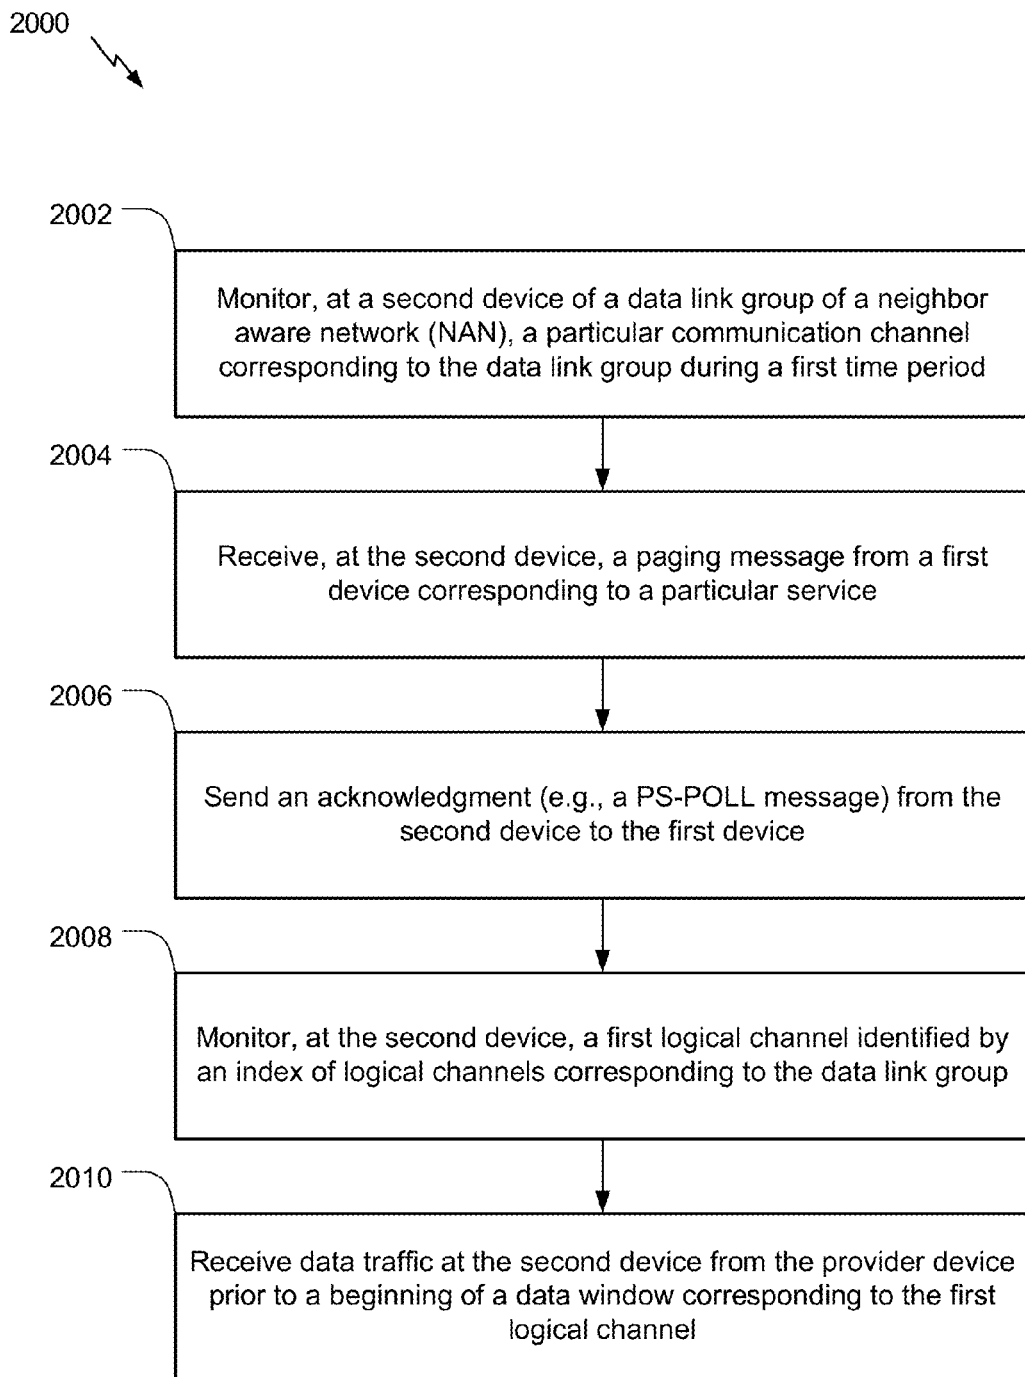 2000
2002
Monitor, at a second device of a data link group of a neighbor
aware network (NAN), a particular communication channel
corresponding to the data link group during a first time period
2004
Receive, at the second device, a paging message from a first
device corresponding to a particular service
2006
Send an acknowledgment (e.g., a PS-POLL message) from the
second device to the first device
2008
Monitor, at the second device, a first logical channel identified by
an index of logical channels corresponding to the data link group
2010
Receive data traffic at the second device from the provider device
prior to a beginning of a data window corresponding to the first
logical channel